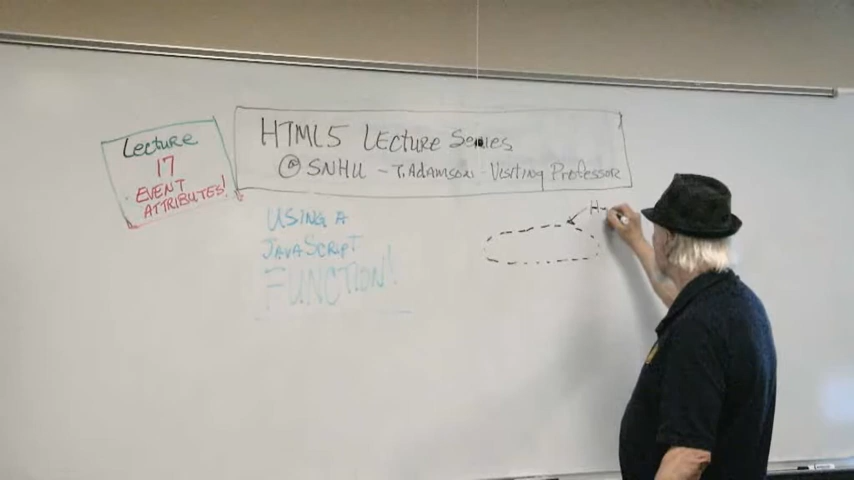 Lecture
17
EVENT
ATTRIBUTES!
HTML5 Lecture Series
@ SNHU - T. Adamson - Visiting Professor
USING A
JAVASCRIPT
FUNCTION!
H